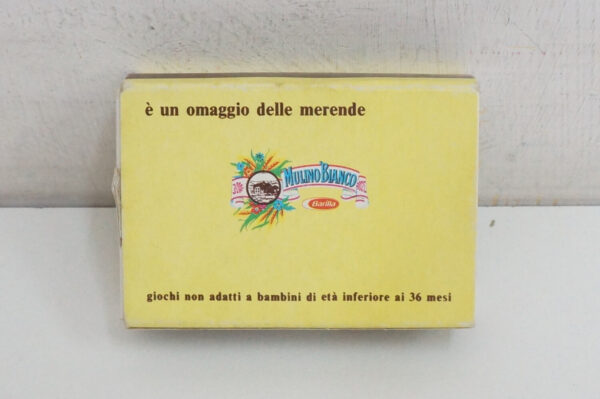 è un omaggio delle merende
MULINO BIANCO
Barilla
giochi non adatti a bambini di età inferiore ai 36 mesi